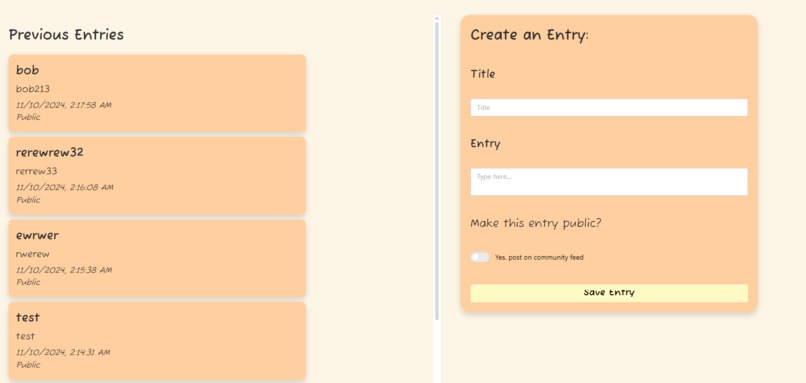 Previous Entries
bob
bob213
11/10/2024, 2:17:58 AM
Public
rerewrew32
rerrew33
11/10/2024, 2:16:08 AM
Public
ewrwer
rwerew
11/10/2024, 2:15:38 AM
Public
test
test
11/10/2024, 2:14:31 AM
Public
Create an Entry:
Title
Title
Entry
Type here...
Make this entry public?
Yes, post on community feed
Save Entry